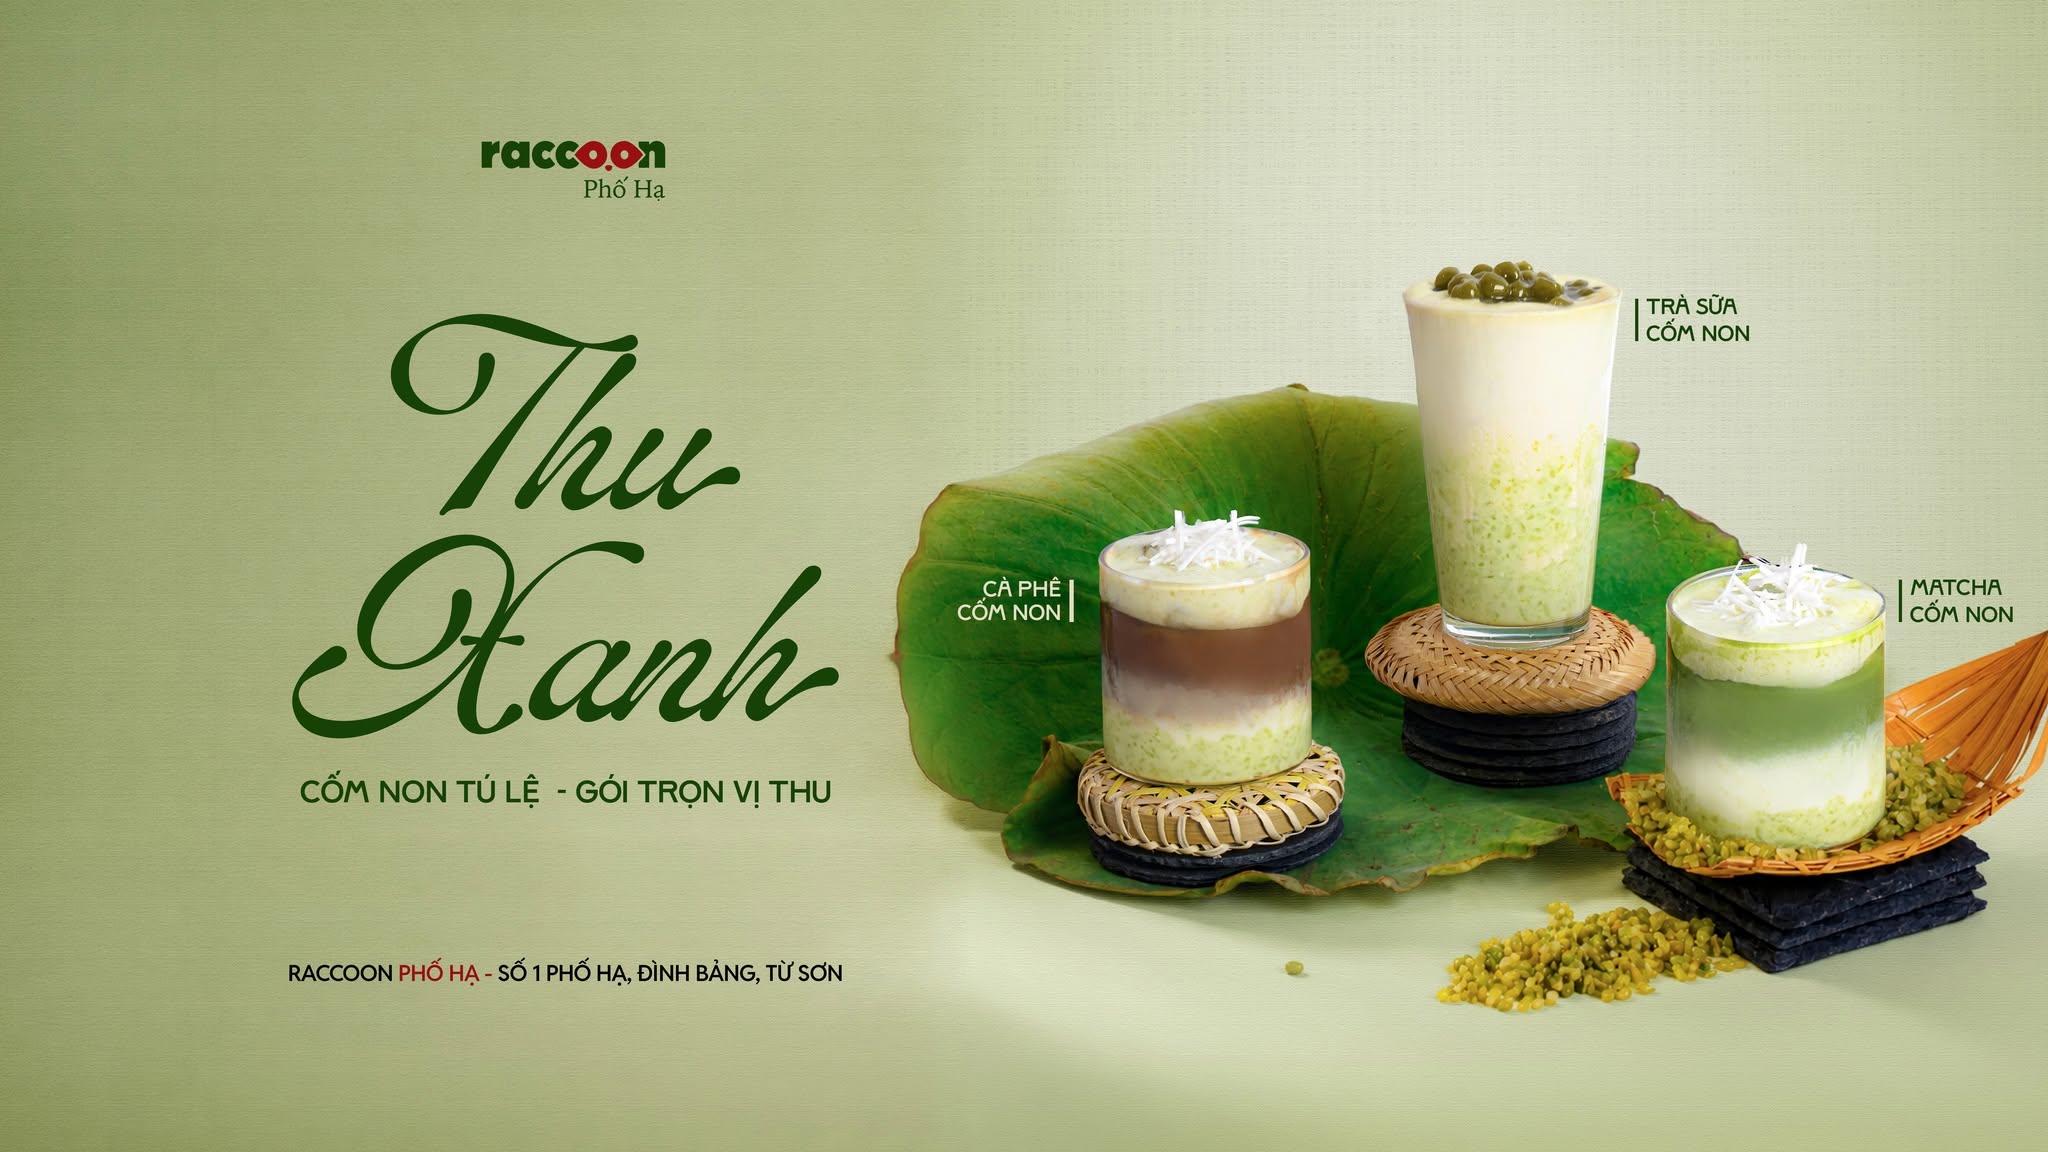 raccoon
Phố Hạ
Thu
Xanh
CỐM NON TÚ LỆ - GÓI TRỌN VỊ THU
RACCOON PHỐ HẠ - SỐ 1 PHỐ HẠ, ĐÌNH BẢNG, TỪ SƠN
TRÀ SỮA
CỐM NON
CÀ PHÊ
CỐM NON
MATCHA
CỐM NON